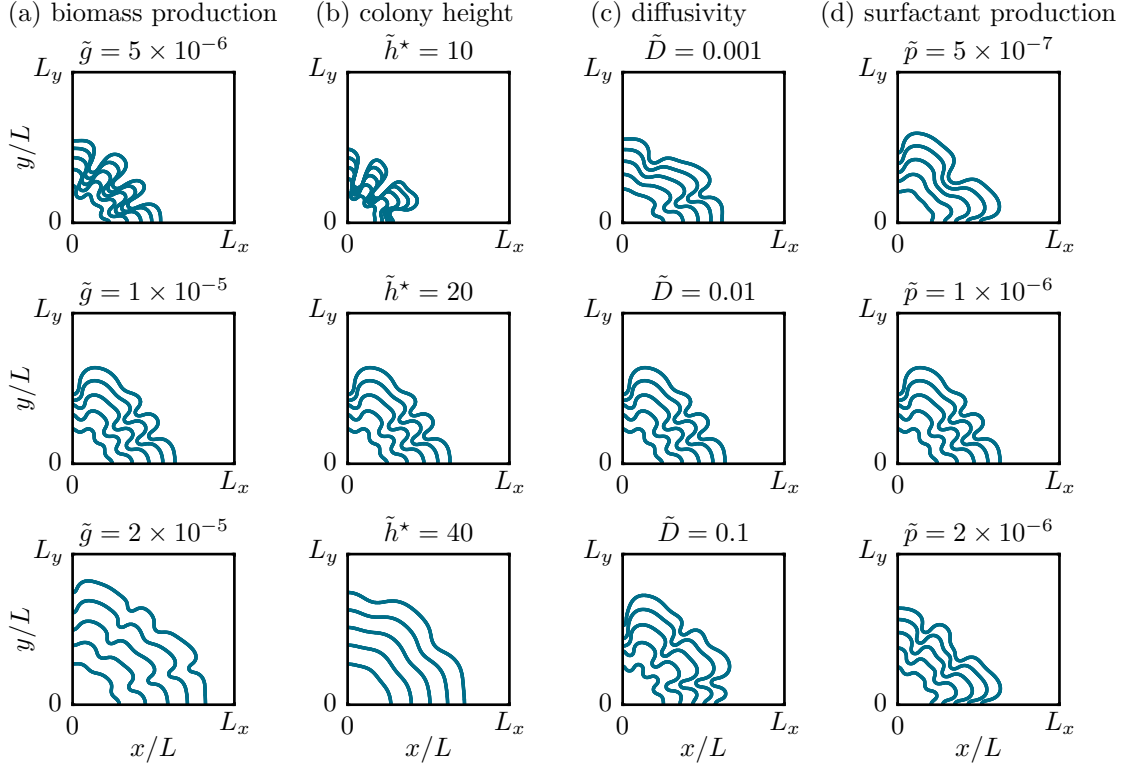 (a) biomass production (b) colony height (c) diffusivity (d) surfactant production
g̃ = 5 × 10⁻⁶ h̃⋆ = 10 D̃ = 0.001 p̃ = 5 × 10⁻⁷
L_y L_y L_y L_y
y/L
0 0 0 0
0 L_x 0 L_x 0 L_x 0 L_x
g̃ = 1 × 10⁻⁵ h̃⋆ = 20 D̃ = 0.01 p̃ = 1 × 10⁻⁶
L_y L_y L_y L_y
y/L
0 0 0 0
0 L_x 0 L_x 0 L_x 0 L_x
g̃ = 2 × 10⁻⁵ h̃⋆ = 40 D̃ = 0.1 p̃ = 2 × 10⁻⁶
L_y L_y L_y L_y
y/L
0 0 0 0
0 L_x 0 L_x 0 L_x 0 L_x
x/L x/L x/L x/L